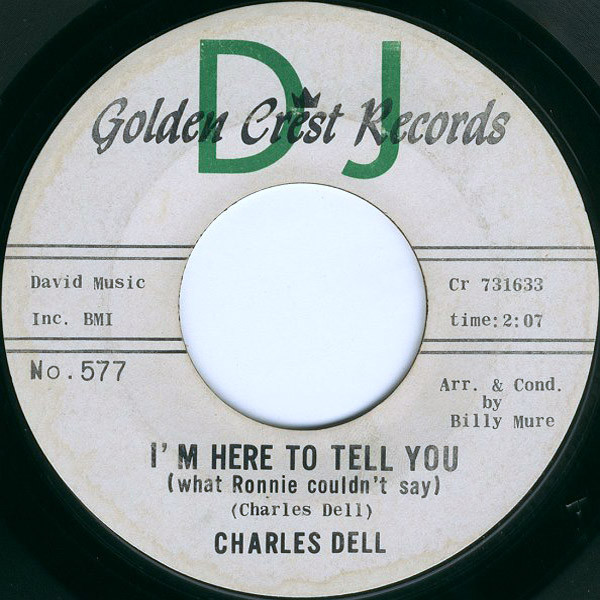 DJ
Golden Crest Records
David Music
Inc. BMI
Cr 731633
time:2:07
No.577
Arr. & Cond.
by
Billy Mure
I'M HERE TO TELL YOU
(what Ronnie couldn't say)
(Charles Dell)
CHARLES DELL